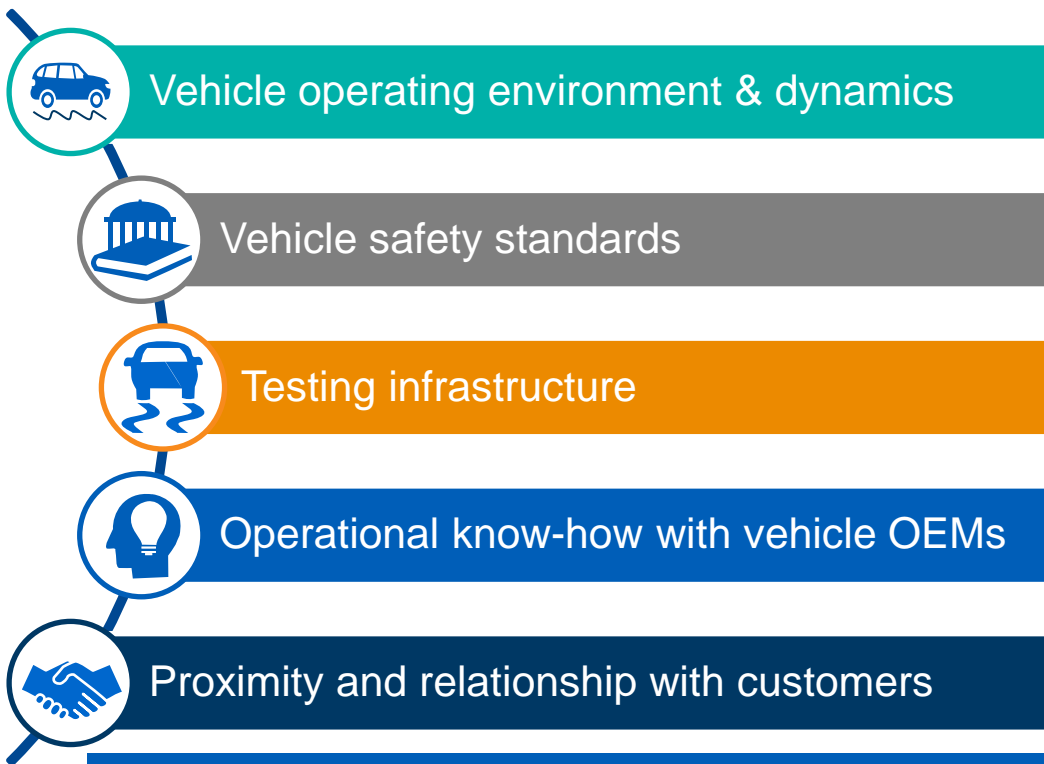 Vehicle operating environment & dynamics
Vehicle safety standards
Testing infrastructure
Operational know-how with vehicle OEMs
Proximity and relationship with customers